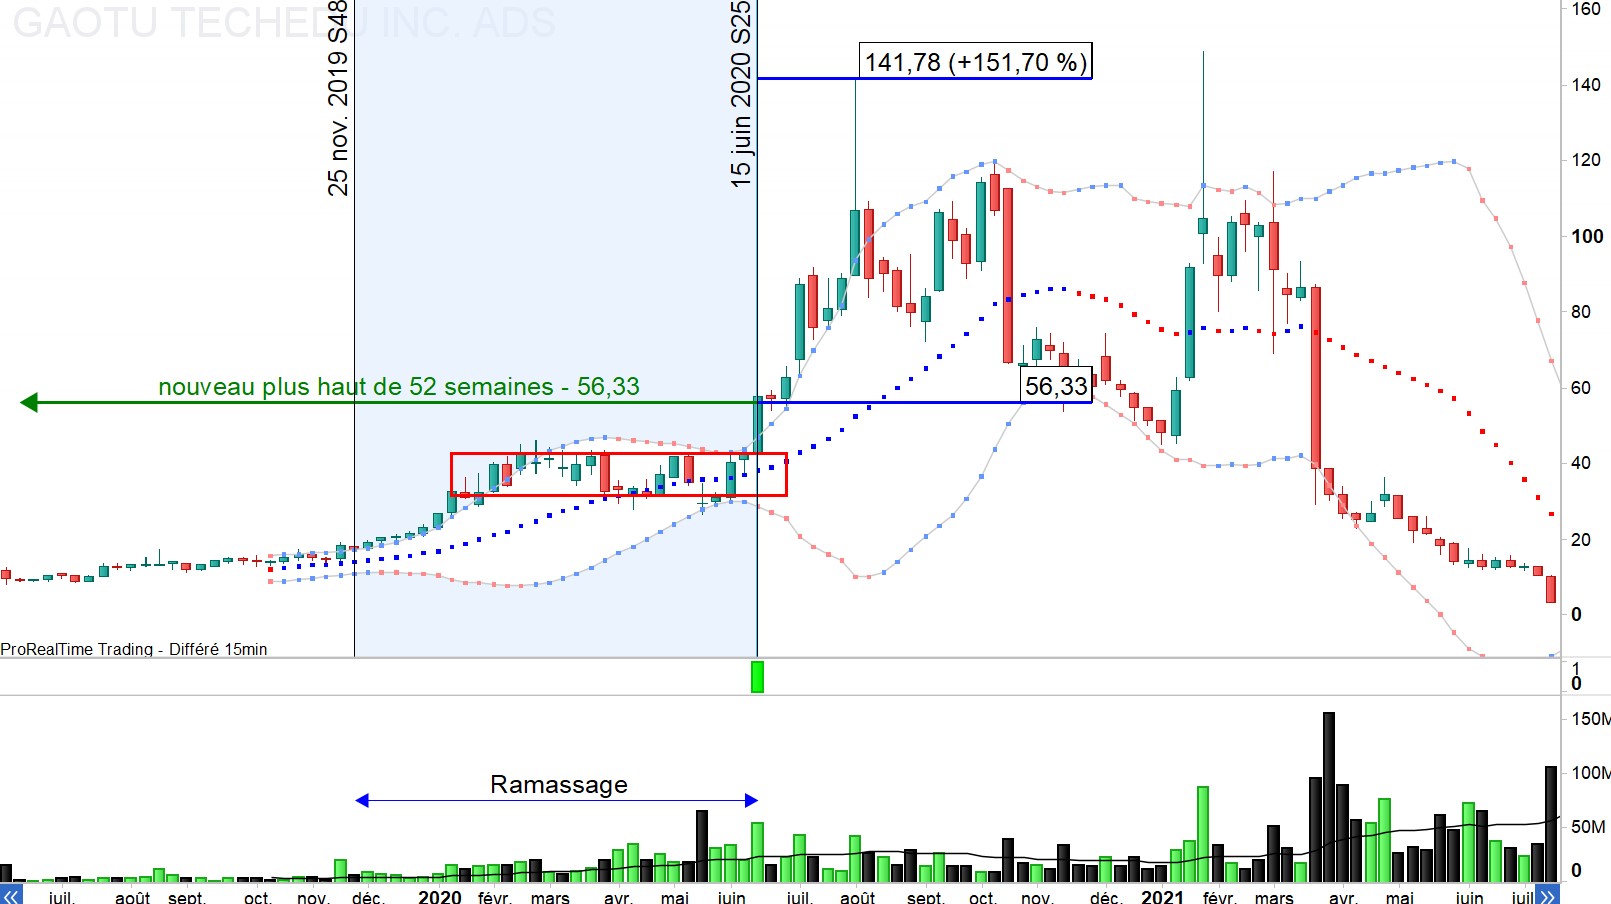 GAOTU TECHEDU INC. ADS
25 nov. 2019 S48
15 juin 2020 S25
141,78 (+151,70 %)
nouveau plus haut de 52 semaines - 56,33
56,33
160
140
120
100
80
60
40
20
0
ProRealTime Trading - Différé 15min
1
0
Ramassage
150M
100M
50M
0
« juil. août sept. oct. nov. déc. 2020 févr. mars avr. mai juin juil. août sept. oct. nov. déc. 2021 févr. mars avr. mai juin juil »